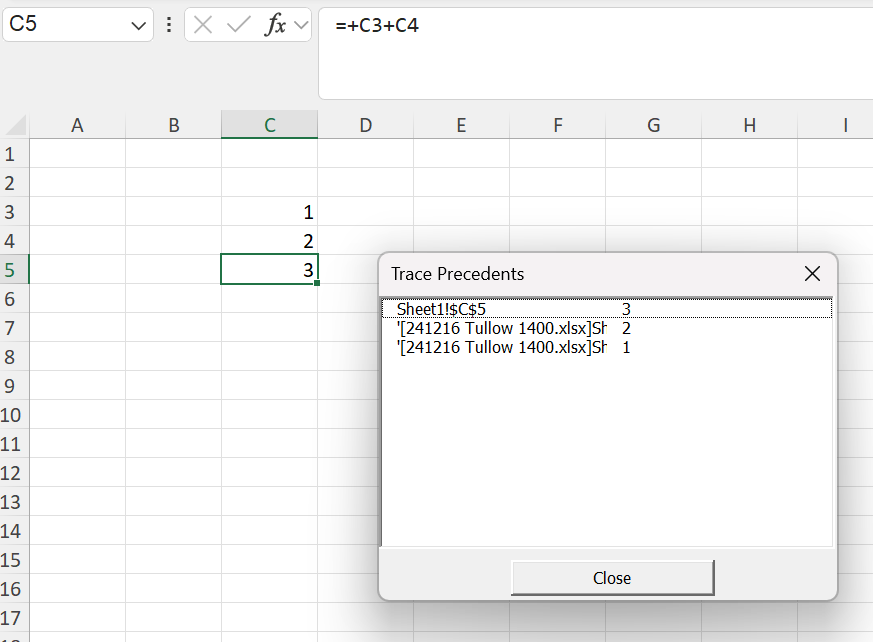 C5 fx =+C3+C4
A B C D E F G H I
1
2
3 1
4 2
5 3
Trace Precedents
6
Sheet1!$C$5 3
7 '[241216 Tullow 1400.xlsx]Sh 2
8 '[241216 Tullow 1400.xlsx]Sh 1
9
10
11
12
13
14
15
16 Close
17